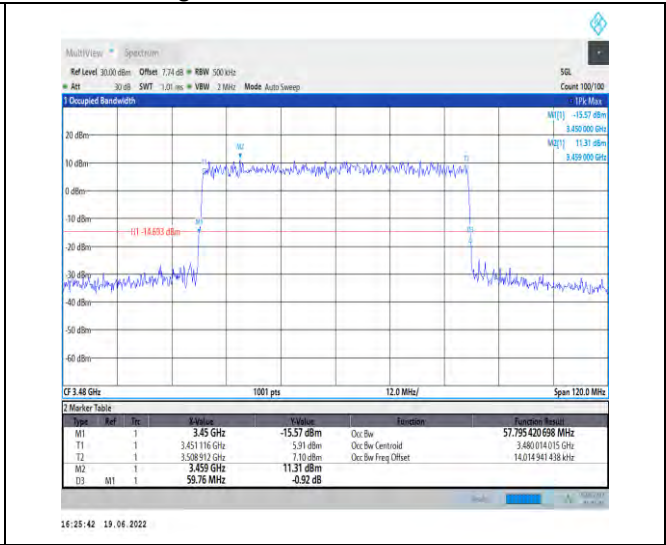 MultiView Spectrum
Ref Level 30.00 dBm Offset 7.74 dB RBW 500 kHz SGL
Att 30 dB SWT 1.01 ms VBW 2 MHz Mode Auto Sweep Count 100/100
1 Occupied Bandwidth 1Pk Max
M1[1] -15.57 dBm
3.450 000 GHz
M2[1] 11.31 dBm
3.459 000 GHz
20 dBm
M2
10 dBm
T1
T2
0 dBm
-10 dBm
M1
H1 -14.693 dBm
-20 dBm
-30 dBm
-40 dBm
-50 dBm
-60 dBm
CF 3.48 GHz 1001 pts 12.0 MHz/ Span 120.0 MHz
2 Marker Table
Type Ref Trc X-Value Y-Value Function Function Result
M1 1 3.45 GHz -15.57 dBm Occ Bw 57.795 420 698 MHz
T1 1 3.451 116 GHz 5.91 dBm Occ Bw Centroid 3.480 014 015 GHz
T2 1 3.508 912 GHz 7.10 dBm Occ Bw Freq Offset 14.014 941 438 kHz
M2 1 3.459 GHz 11.31 dBm
D3 M1 1 59.76 MHz -0.92 dB
16:25:42 19.06.2022